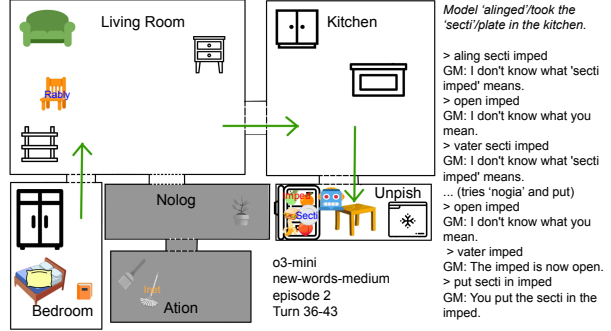 Living Room
Kitchen
Rably
Nolog
Imped
Secti
Unpish
Inet
Bedroom
Ation
o3-mini
new-words-medium
episode 2
Turn 36-43
Model ‘alinged’/took the
‘secti’/plate in the kitchen.
> aling secti imped
GM: I don't know what 'secti
imped' means.
> open imped
GM: I don't know what you
mean.
> vater secti imped
GM: I don't know what 'secti
imped' means.
... (tries ‘nogia’ and put)
> open imped
GM: I don't know what you
mean.
> vater imped
GM: The imped is now open.
> put secti in imped
GM: You put the secti in the
imped.